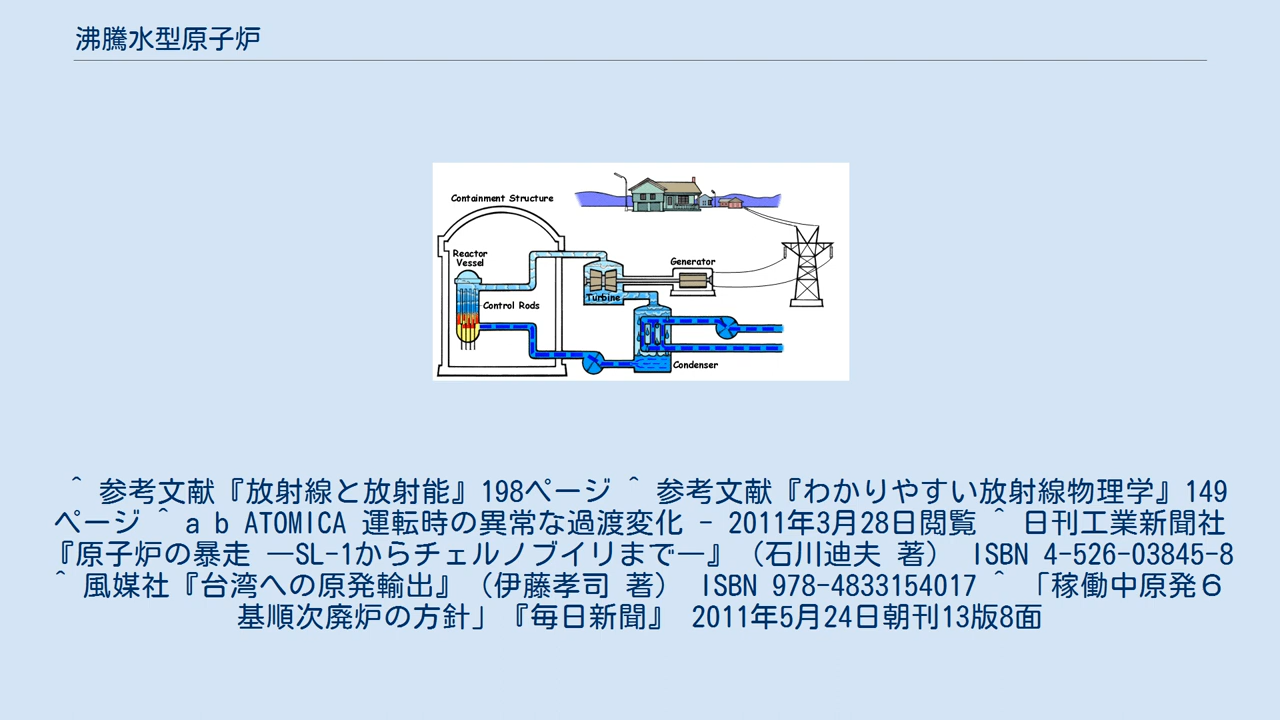 沸騰水型原子炉
Containment Structure
Reactor
Vessel
Generator
Turbine
Control Rods
Condenser
^ 参考文献『放射線と放射能』198ページ ^ 参考文献『わかりやすい放射線物理学』149
ページ ^ a b ATOMICA 運転時の異常な過渡変化 - 2011年3月28日閲覧 ^ 日刊工業新聞社
『原子炉の暴走 ―SL-1からチェルノブイリまで―』（石川迪夫 著） ISBN 4-526-03845-8
^ 風媒社『台湾への原発輸出』（伊藤孝司 著） ISBN 978-4833154017 ^ 「稼働中原発６
基順次廃炉の方針」『毎日新聞』 2011年5月24日朝刊13版8面